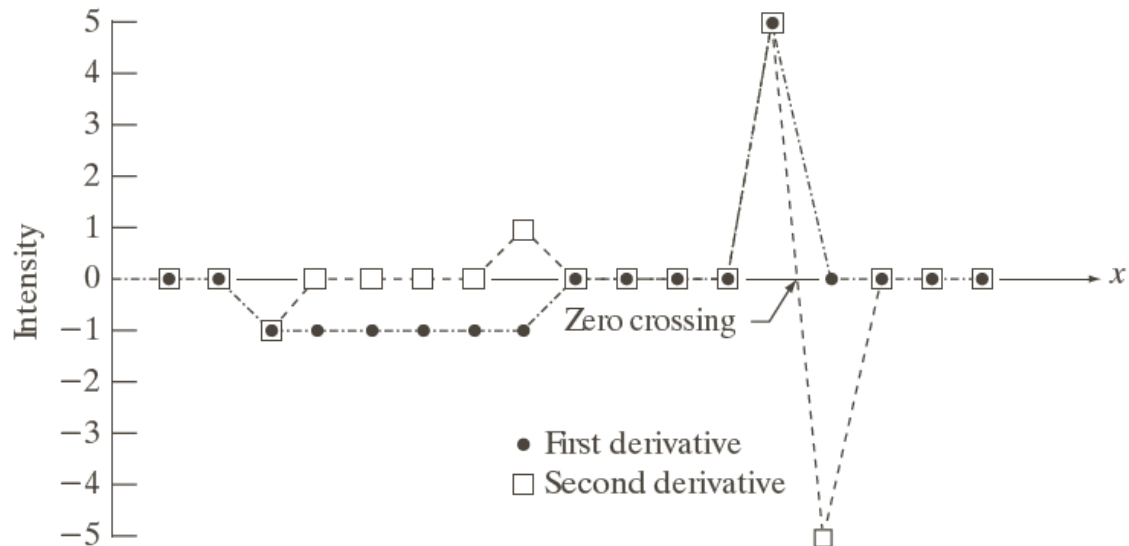 5
4
3
2
1
0
−1
−2
−3
−4
−5
Intensity
x
Zero crossing
First derivative
Second derivative